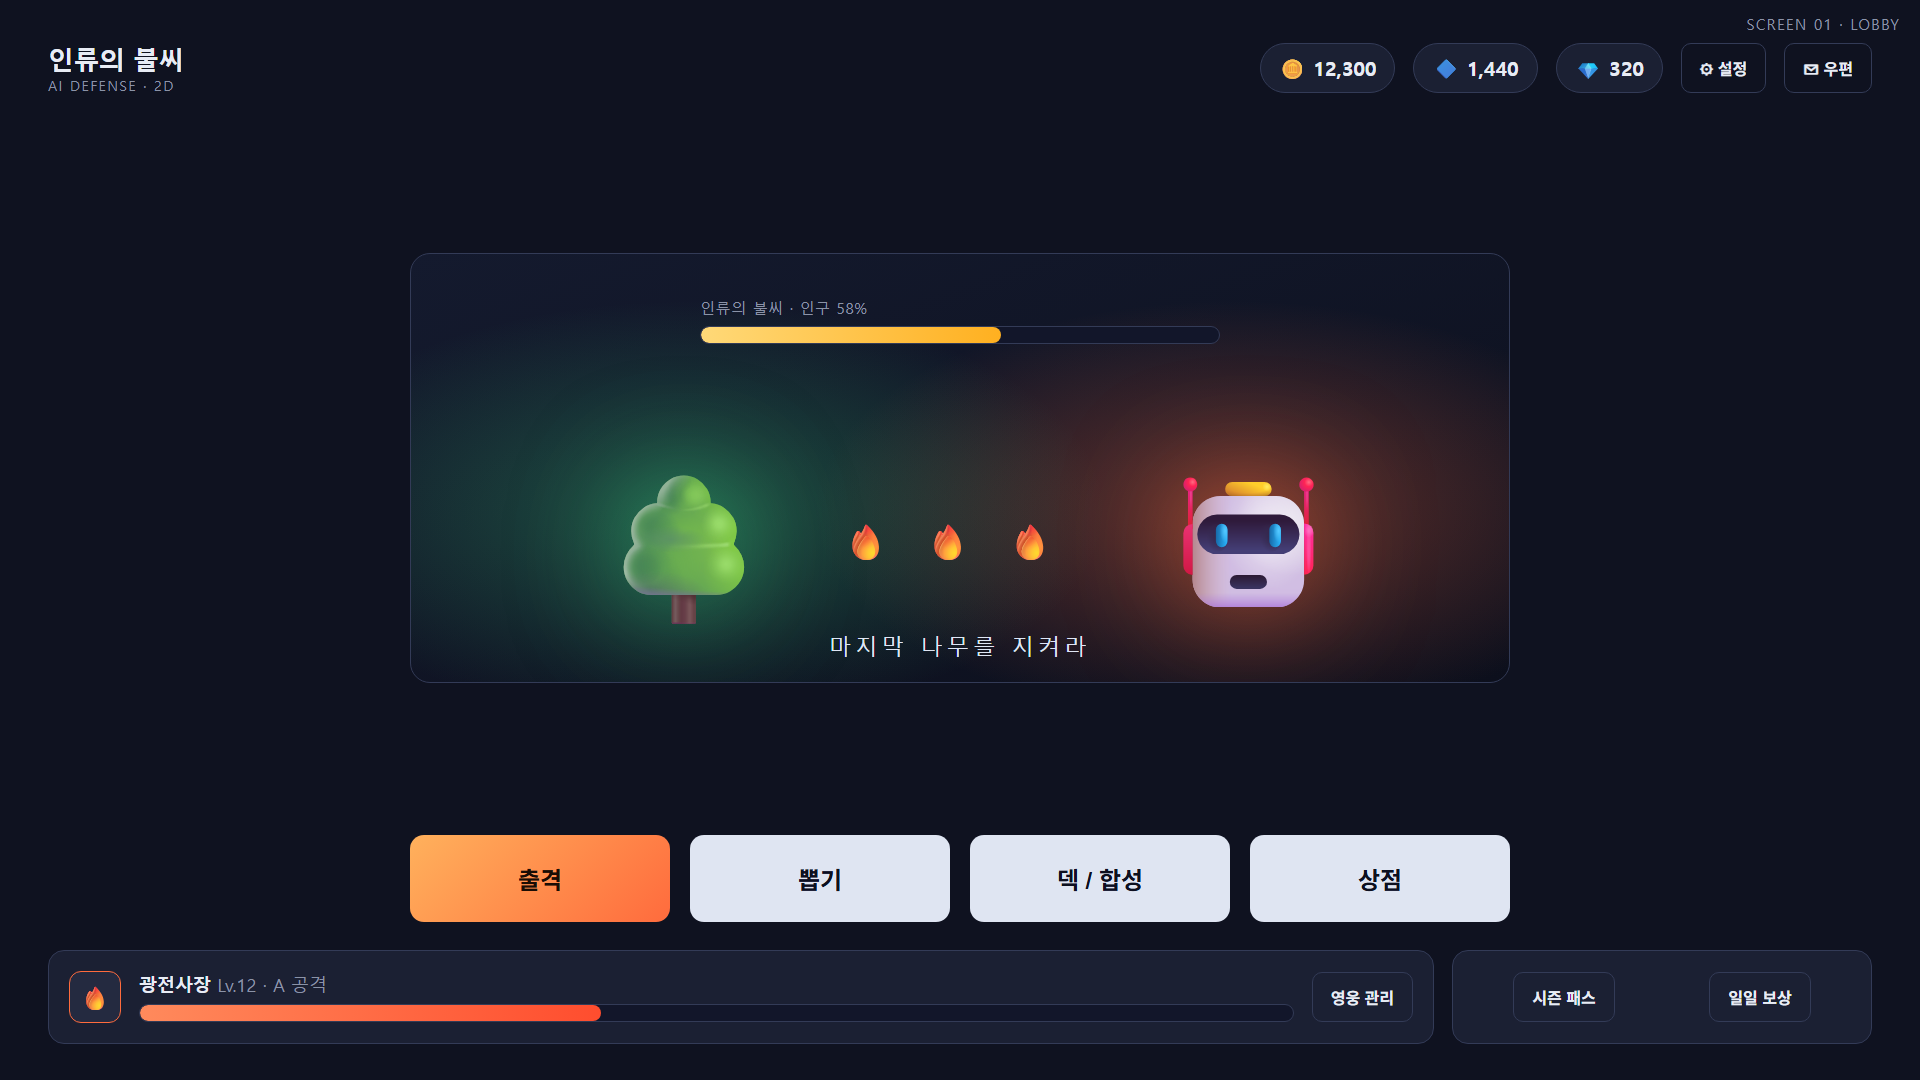 SCREEN 01 · LOBBY
인류의 불씨
AI DEFENSE · 2D
12,300
1,440
320
설정
우편
인류의 불씨 · 인구 58%
마지막 나무를 지켜라
출격
뽑기
덱 / 합성
상점
광전사장 Lv.12 · A 공격
영웅 관리
시즌 패스
일일 보상